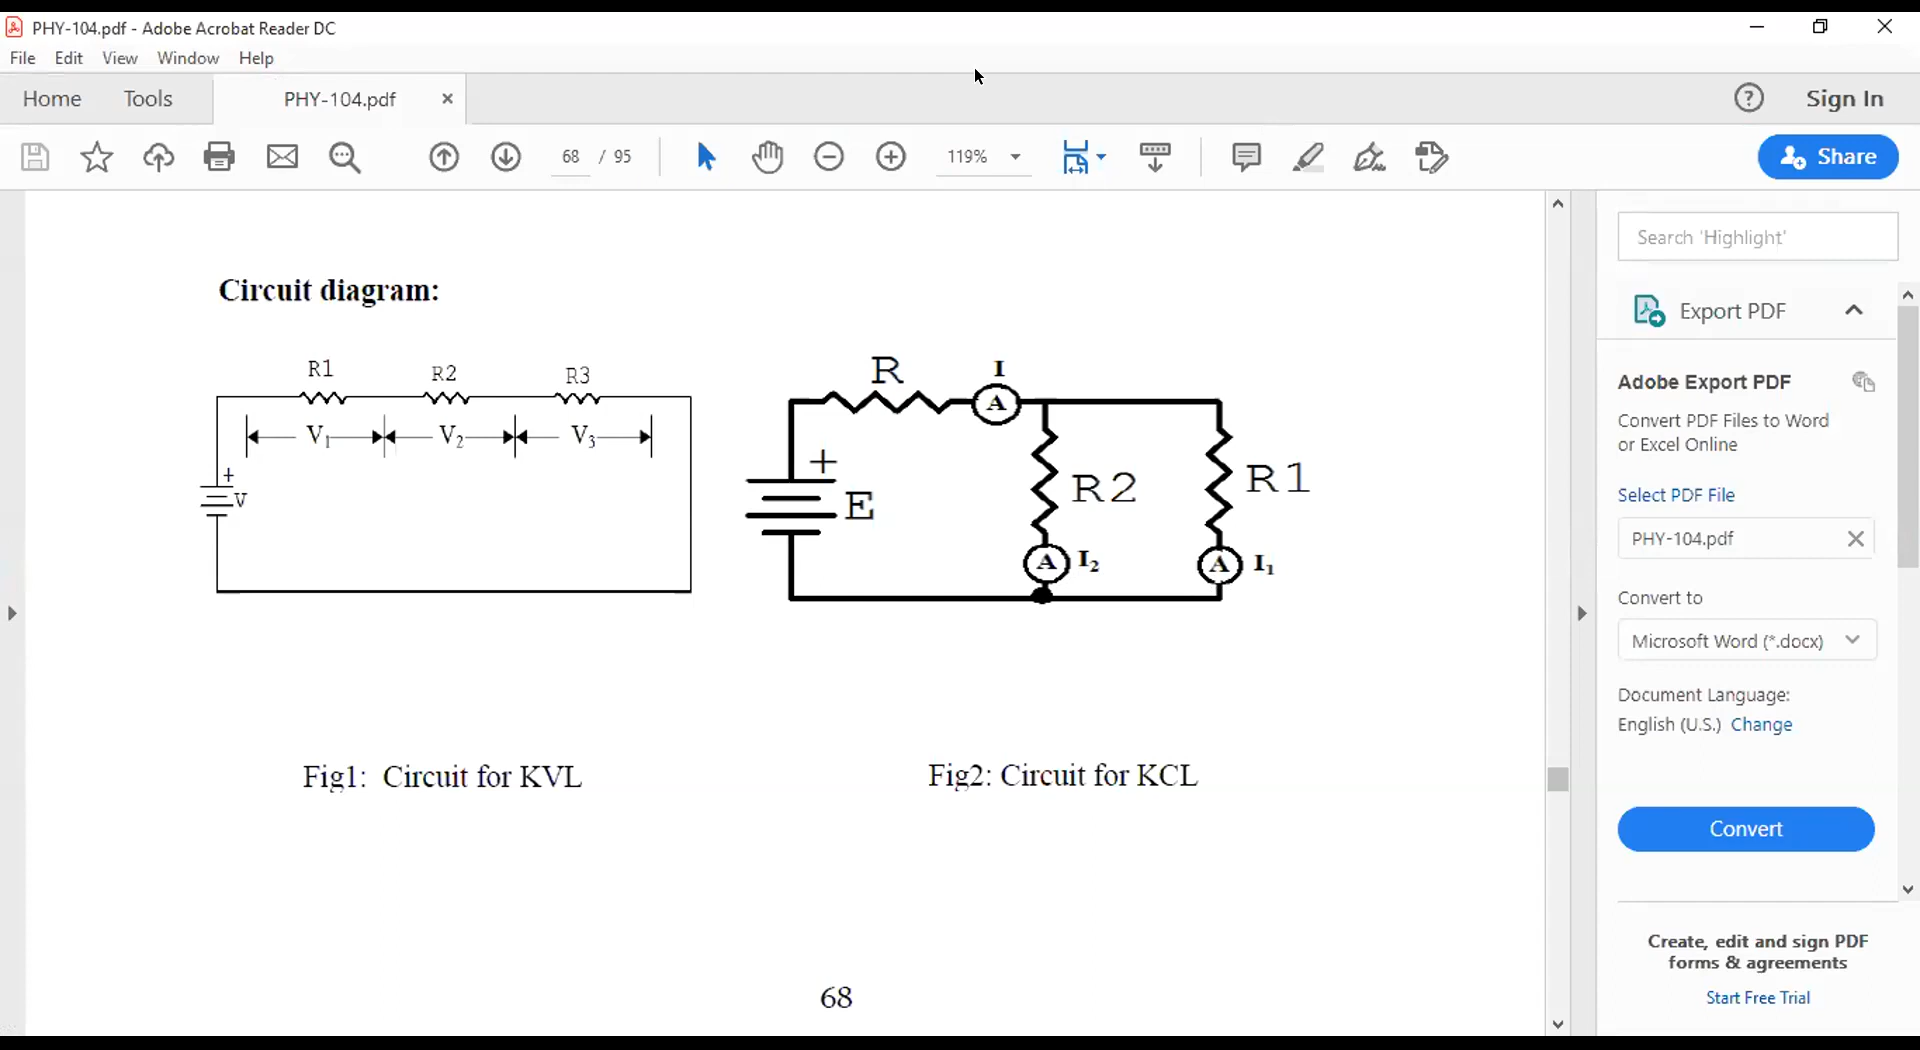 PHY-104.pdf - Adobe Acrobat Reader DC
File Edit View Window Help
Home Tools PHY-104.pdf Sign In
68 / 95 119% Share
Search 'Highlight'
Export PDF
Adobe Export PDF
Convert PDF Files to Word
or Excel Online
Select PDF File
PHY-104.pdf
Convert to
Microsoft Word (*.docx)
Document Language:
English (U.S.) Change
Convert
Create, edit and sign PDF
forms & agreements
Start Free Trial
Circuit diagram:
R1 R2 R3
V₁ V₂ V₃
+
V
R I
A
+
E
R2 R1
A I₂ A I₁
Fig1: Circuit for KVL
Fig2: Circuit for KCL
68